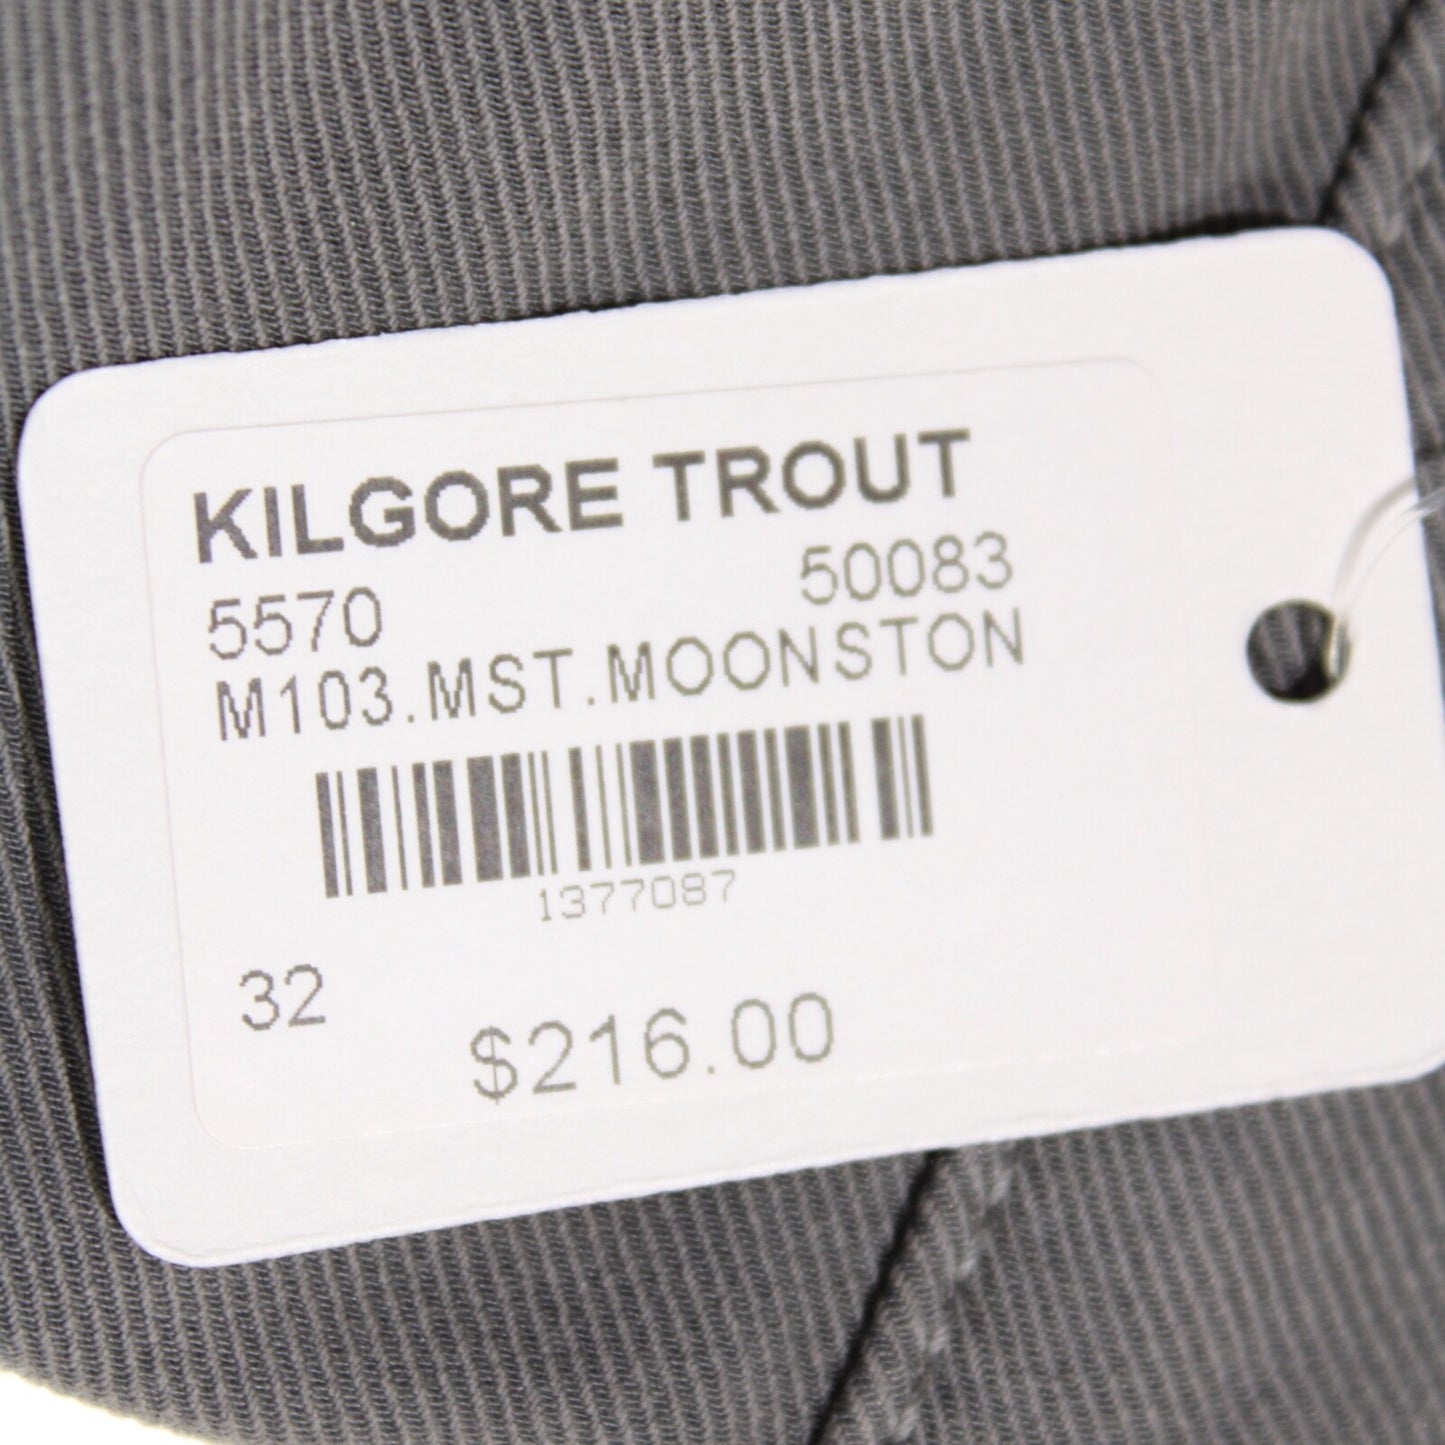 KILGORE TROUT
5570 50083
M103.MST.MOONSTON
1377087
32
$216.00